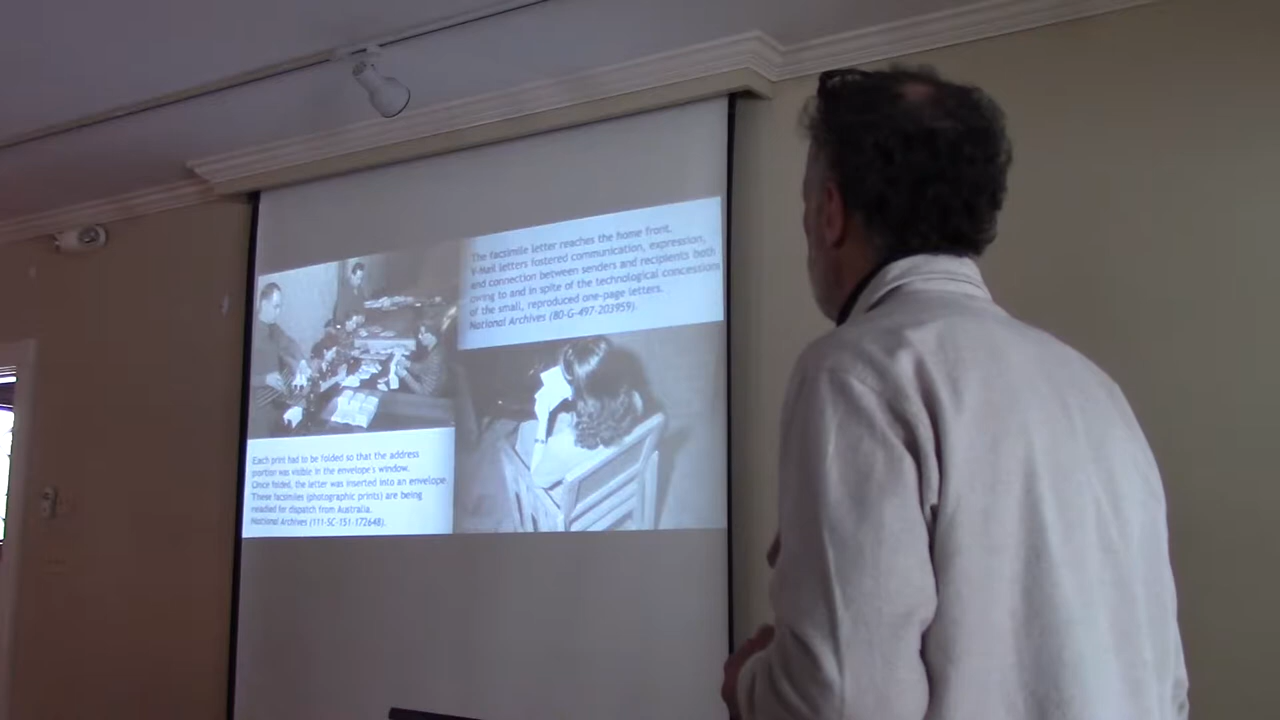 The facsimile letter reaches the home front.
V-Mail letters fostered communication, expression,
and connection between senders and recipients both
owing to and in spite of the technological concessions
of the small, reproduced one-page letters.
National Archives (80-G-497-203959).
Each print had to be folded so that the address
portion was visible in the envelope's window.
Once folded, the letter was inserted into an envelope.
These facsimiles (photographic prints) are being
readied for dispatch from Australia.
National Archives (111-SC-151-172648).